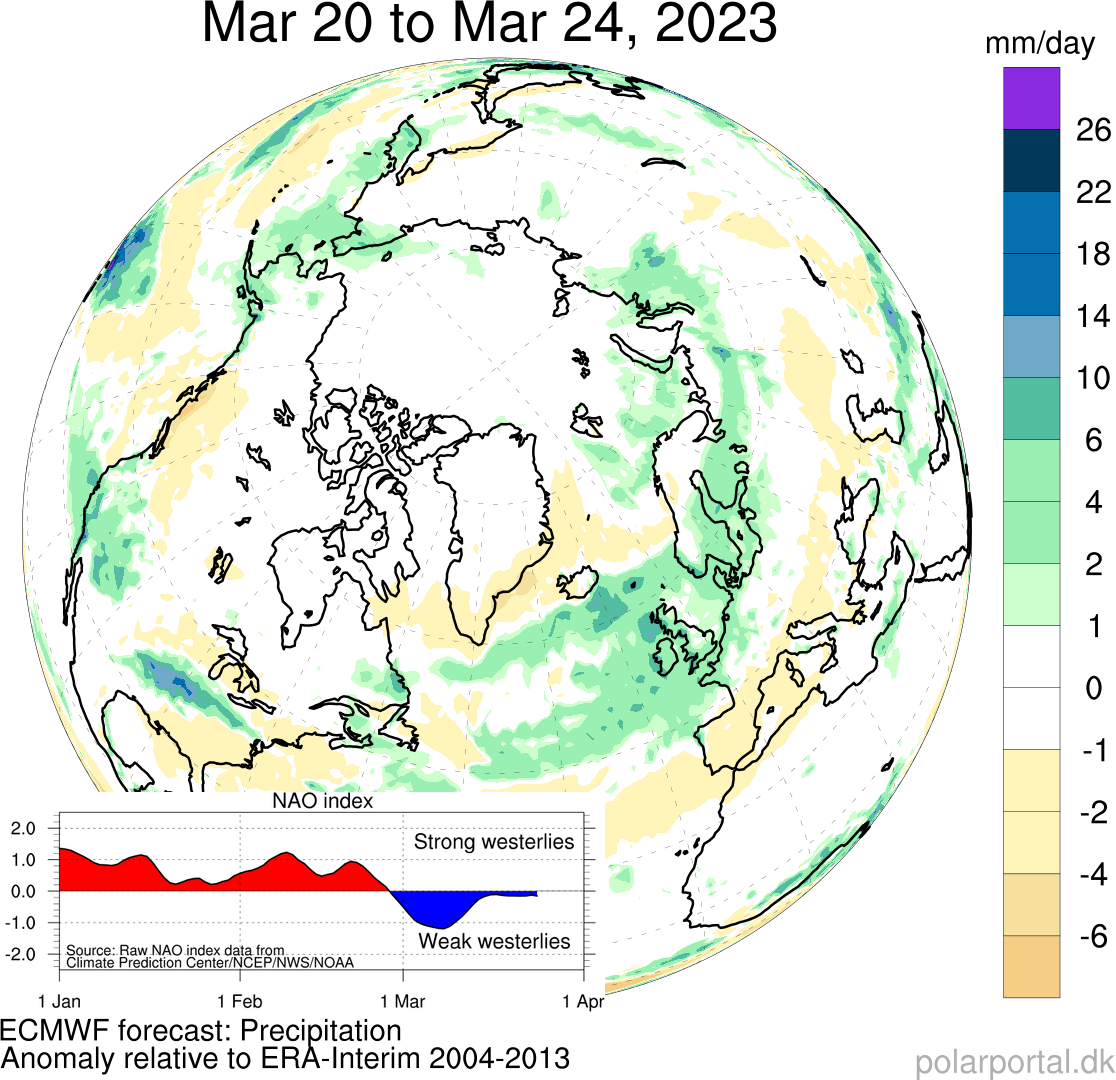 Mar 20 to Mar 24, 2023
mm/day
26
22
18
14
10
6
4
2
1
0
-1
-2
-4
-6
NAO index
2.0
1.0
0.0
-1.0
-2.0
Strong westerlies
Weak westerlies
Source: Raw NAO index data from
Climate Prediction Center/NCEP/NWS/NOAA
1 Jan 1 Feb 1 Mar 1 Apr
ECMWF forecast: Precipitation
Anomaly relative to ERA-Interim 2004-2013
polarportal.dk